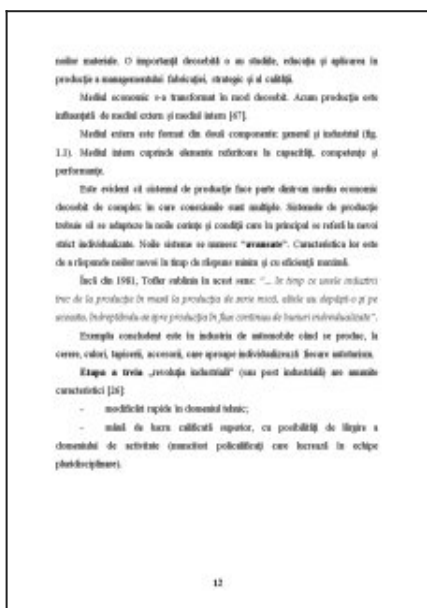 noilor materiale. O importanță deosebită o au studiile, educația și aplicarea în
producție a managementului fabricației, strategic și al calității.
Mediul economic s-a transformat în mod deosebit. Acum producția este
influențată de mediul extern și mediul intern [67].
Mediul extern este format din două componente: general și industrial (fig.
1.1). Mediul intern cuprinde elemente referitoare la capacități, competențe și
performanțe.
Este evident că sistemul de producție face parte dintr-un mediu economic
deosebit de complex în care conexiunile sunt multiple. Sistemele de producție
trebuie să se adapteze la noile cerințe și condiții care în principal se referă la nevoi
strict individualizate. Noile sisteme se numesc "avansate". Caracteristica lor este
de a răspunde noilor nevoi în timp de răspuns minim și cu eficiență maximă.
Încă din 1981, Tofler sublinia în acest sens: "... în timp ce unele industrii
trec de la producția în masă la producția de serie mică, altele au depășit-o și pe
aceasta, îndreptându-se spre producția în flux continuu de bunuri individualizate".
Exemplu concludent este în industria de automobile când se produc, la
cerere, culori, tapiserii, accesorii, care aproape individualizează fiecare autoturism.
Etapa a treia „revoluția industrială" (sau post industrială) are anumite
caracteristici [26]:
- modificări rapide în domeniul tehnic;
- mână de lucru calificată superior, cu posibilități de lărgire a
domeniului de activitate (muncitori policalificați care lucrează în echipe
pluridisciplinare).
12